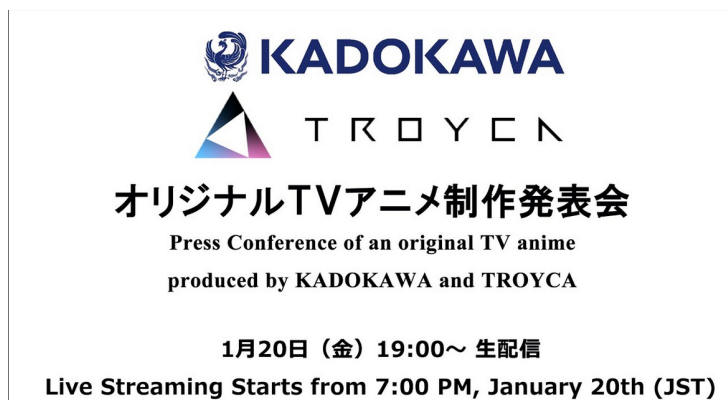 KADOKAWA
TROYCA
オリジナルTVアニメ制作発表会
Press Conference of an original TV anime
produced by KADOKAWA and TROYCA
1月20日（金）19:00～ 生配信
Live Streaming Starts from 7:00 PM, January 20th (JST)